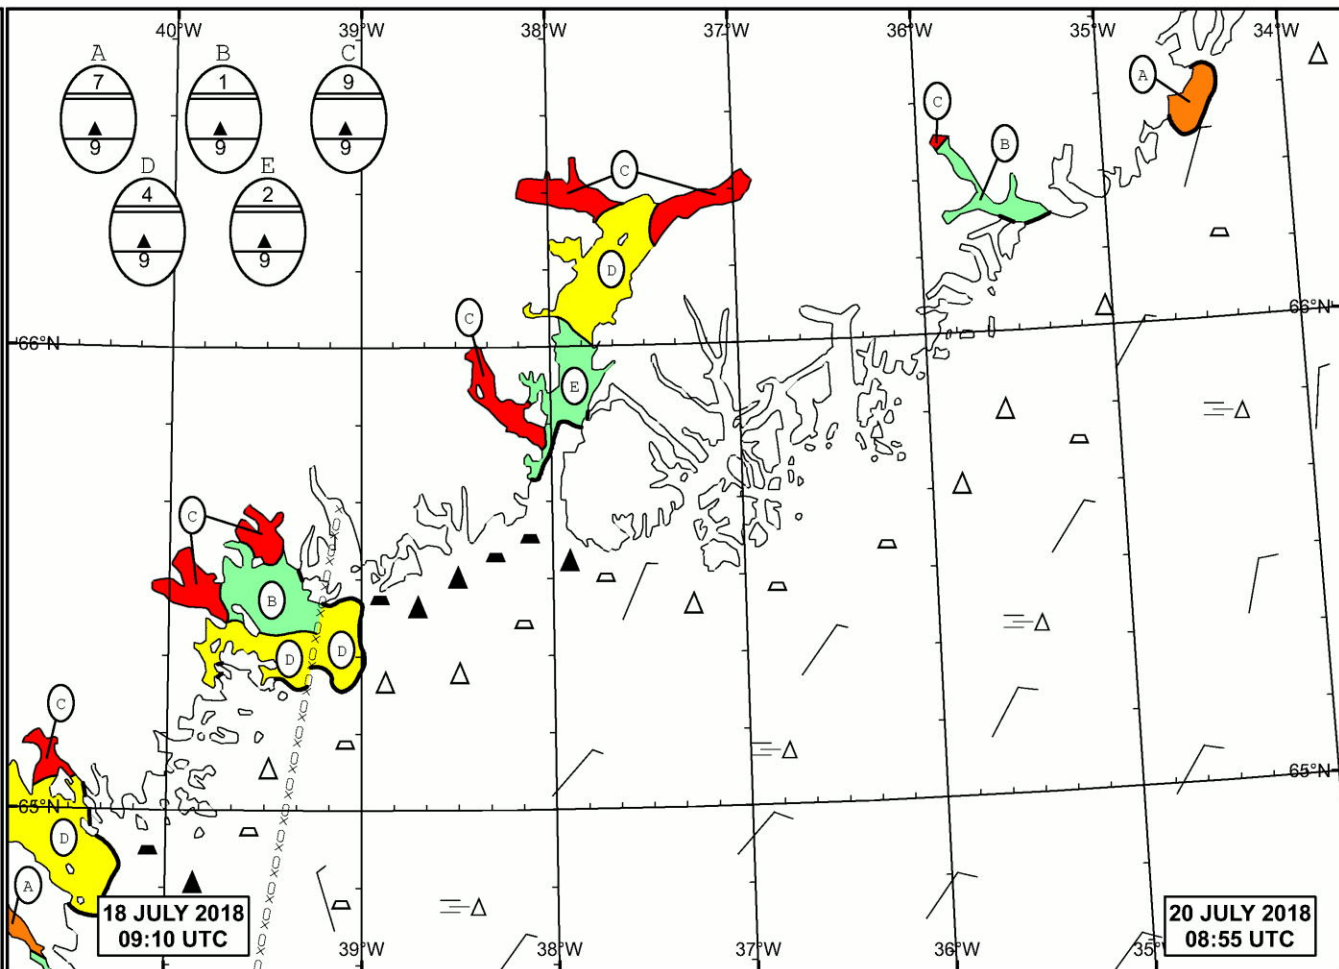 40°W 39°W 38°W 37°W 36°W 35°W 34°W
A B C
7 1 9
9 9 9
D E
4 2
9 9
A
C
B
C
D
66°N
C
66°N
E
C
B
D D
C
65°N
65°N
D
A
18 JULY 2018
09:10 UTC
20 JULY 2018
08:55 UTC
39°W 38°W 37°W 36°W 35°